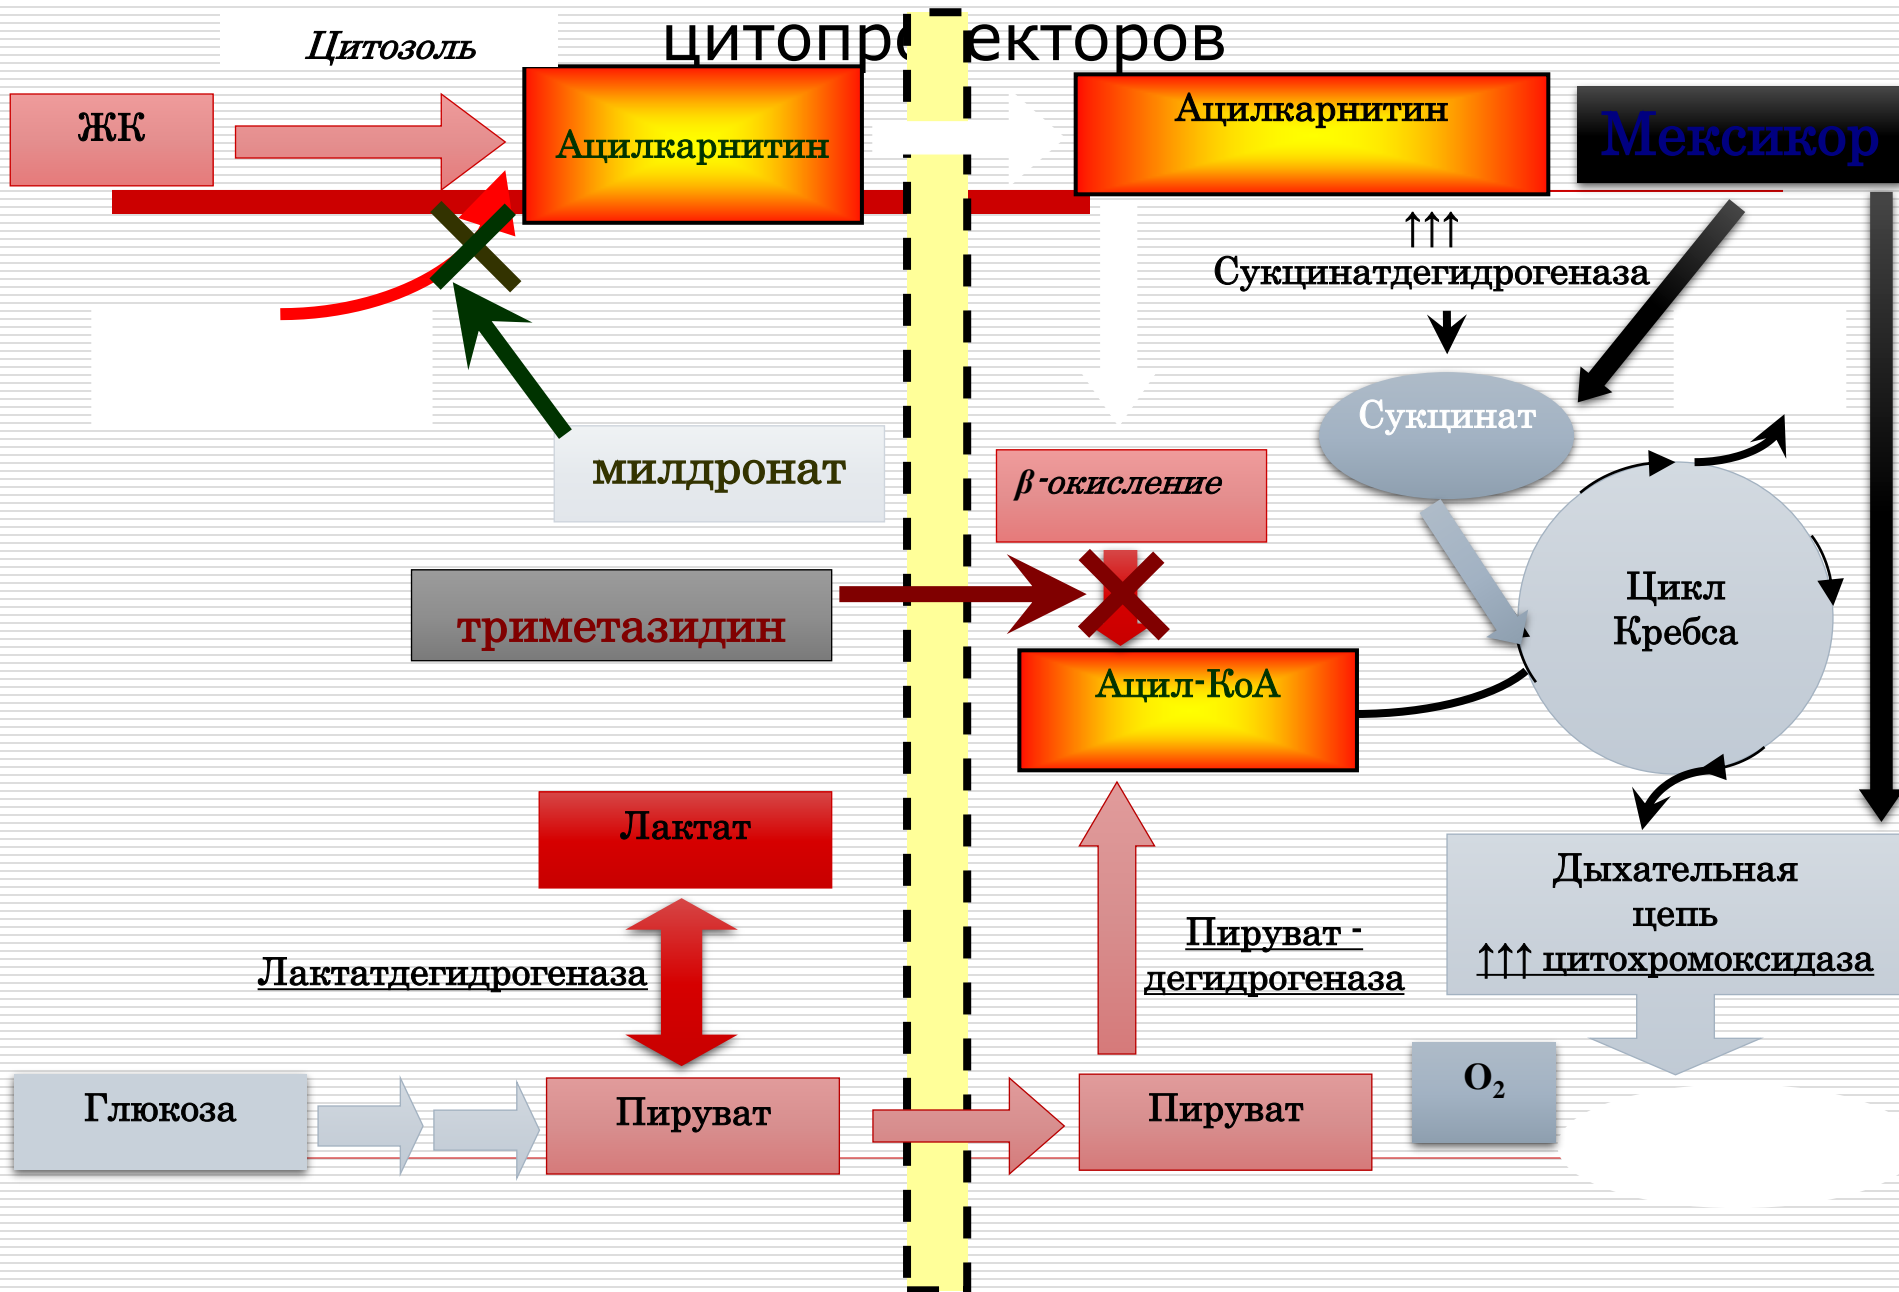 цитопротекторов
Цитозоль
ЖК
Ацилкарнитин
Ацилкарнитин
Мексикор
↑↑↑
Сукцинатдегидрогеназа
Сукцинат
милдронат
β-окисление
триметазидин
Цикл
Кребса
Ацил-КоА
Лактат
Дыхательная
цепь
↑↑↑ цитохромоксидаза
Лактатдегидрогеназа
Пируват -
дегидрогеназа
Глюкоза
Пируват
Пируват
O₂